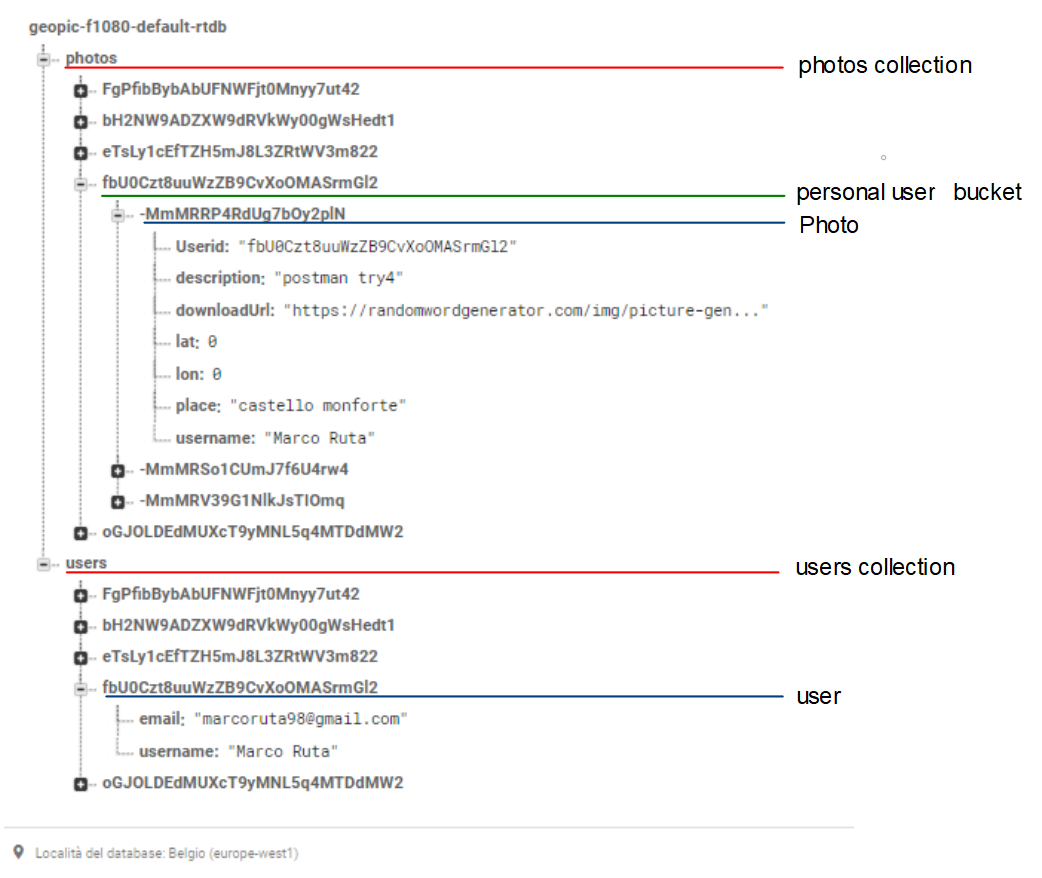 geopic-f1080-default-rtdb
photos
photos collection
FgPfibBybAbUFNWFjt0Mnyy7ut42
bH2NW9ADZXW9dRVkWy00gWsHedt1
eTsLy1cEfTZH5mJ8L3ZRtWV3m822
fbU0Czt8uuWzZB9CvXoOMASrmGl2
personal user bucket
-MmMRRP4RdUg7bOy2plN
Photo
Userid: "fbU0Czt8uuWzZB9CvXoOMASrmGl2"
description: "postman try4"
downloadUrl: "https://randomwordgenerator.com/img/picture-gen..."
lat: 0
lon: 0
place: "castello monforte"
username: "Marco Ruta"
-MmMRSo1CUmJ7f6U4rw4
-MmMRV39G1NlkJsTIOmq
oGJOLDEdMUXcT9yMNL5q4MTDdMW2
users
users collection
FgPfibBybAbUFNWFjt0Mnyy7ut42
bH2NW9ADZXW9dRVkWy00gWsHedt1
eTsLy1cEfTZH5mJ8L3ZRtWV3m822
fbU0Czt8uuWzZB9CvXoOMASrmGl2
user
email: "marcoruta98@gmail.com"
username: "Marco Ruta"
oGJOLDEdMUXcT9yMNL5q4MTDdMW2
Località del database: Belgio (europe-west1)